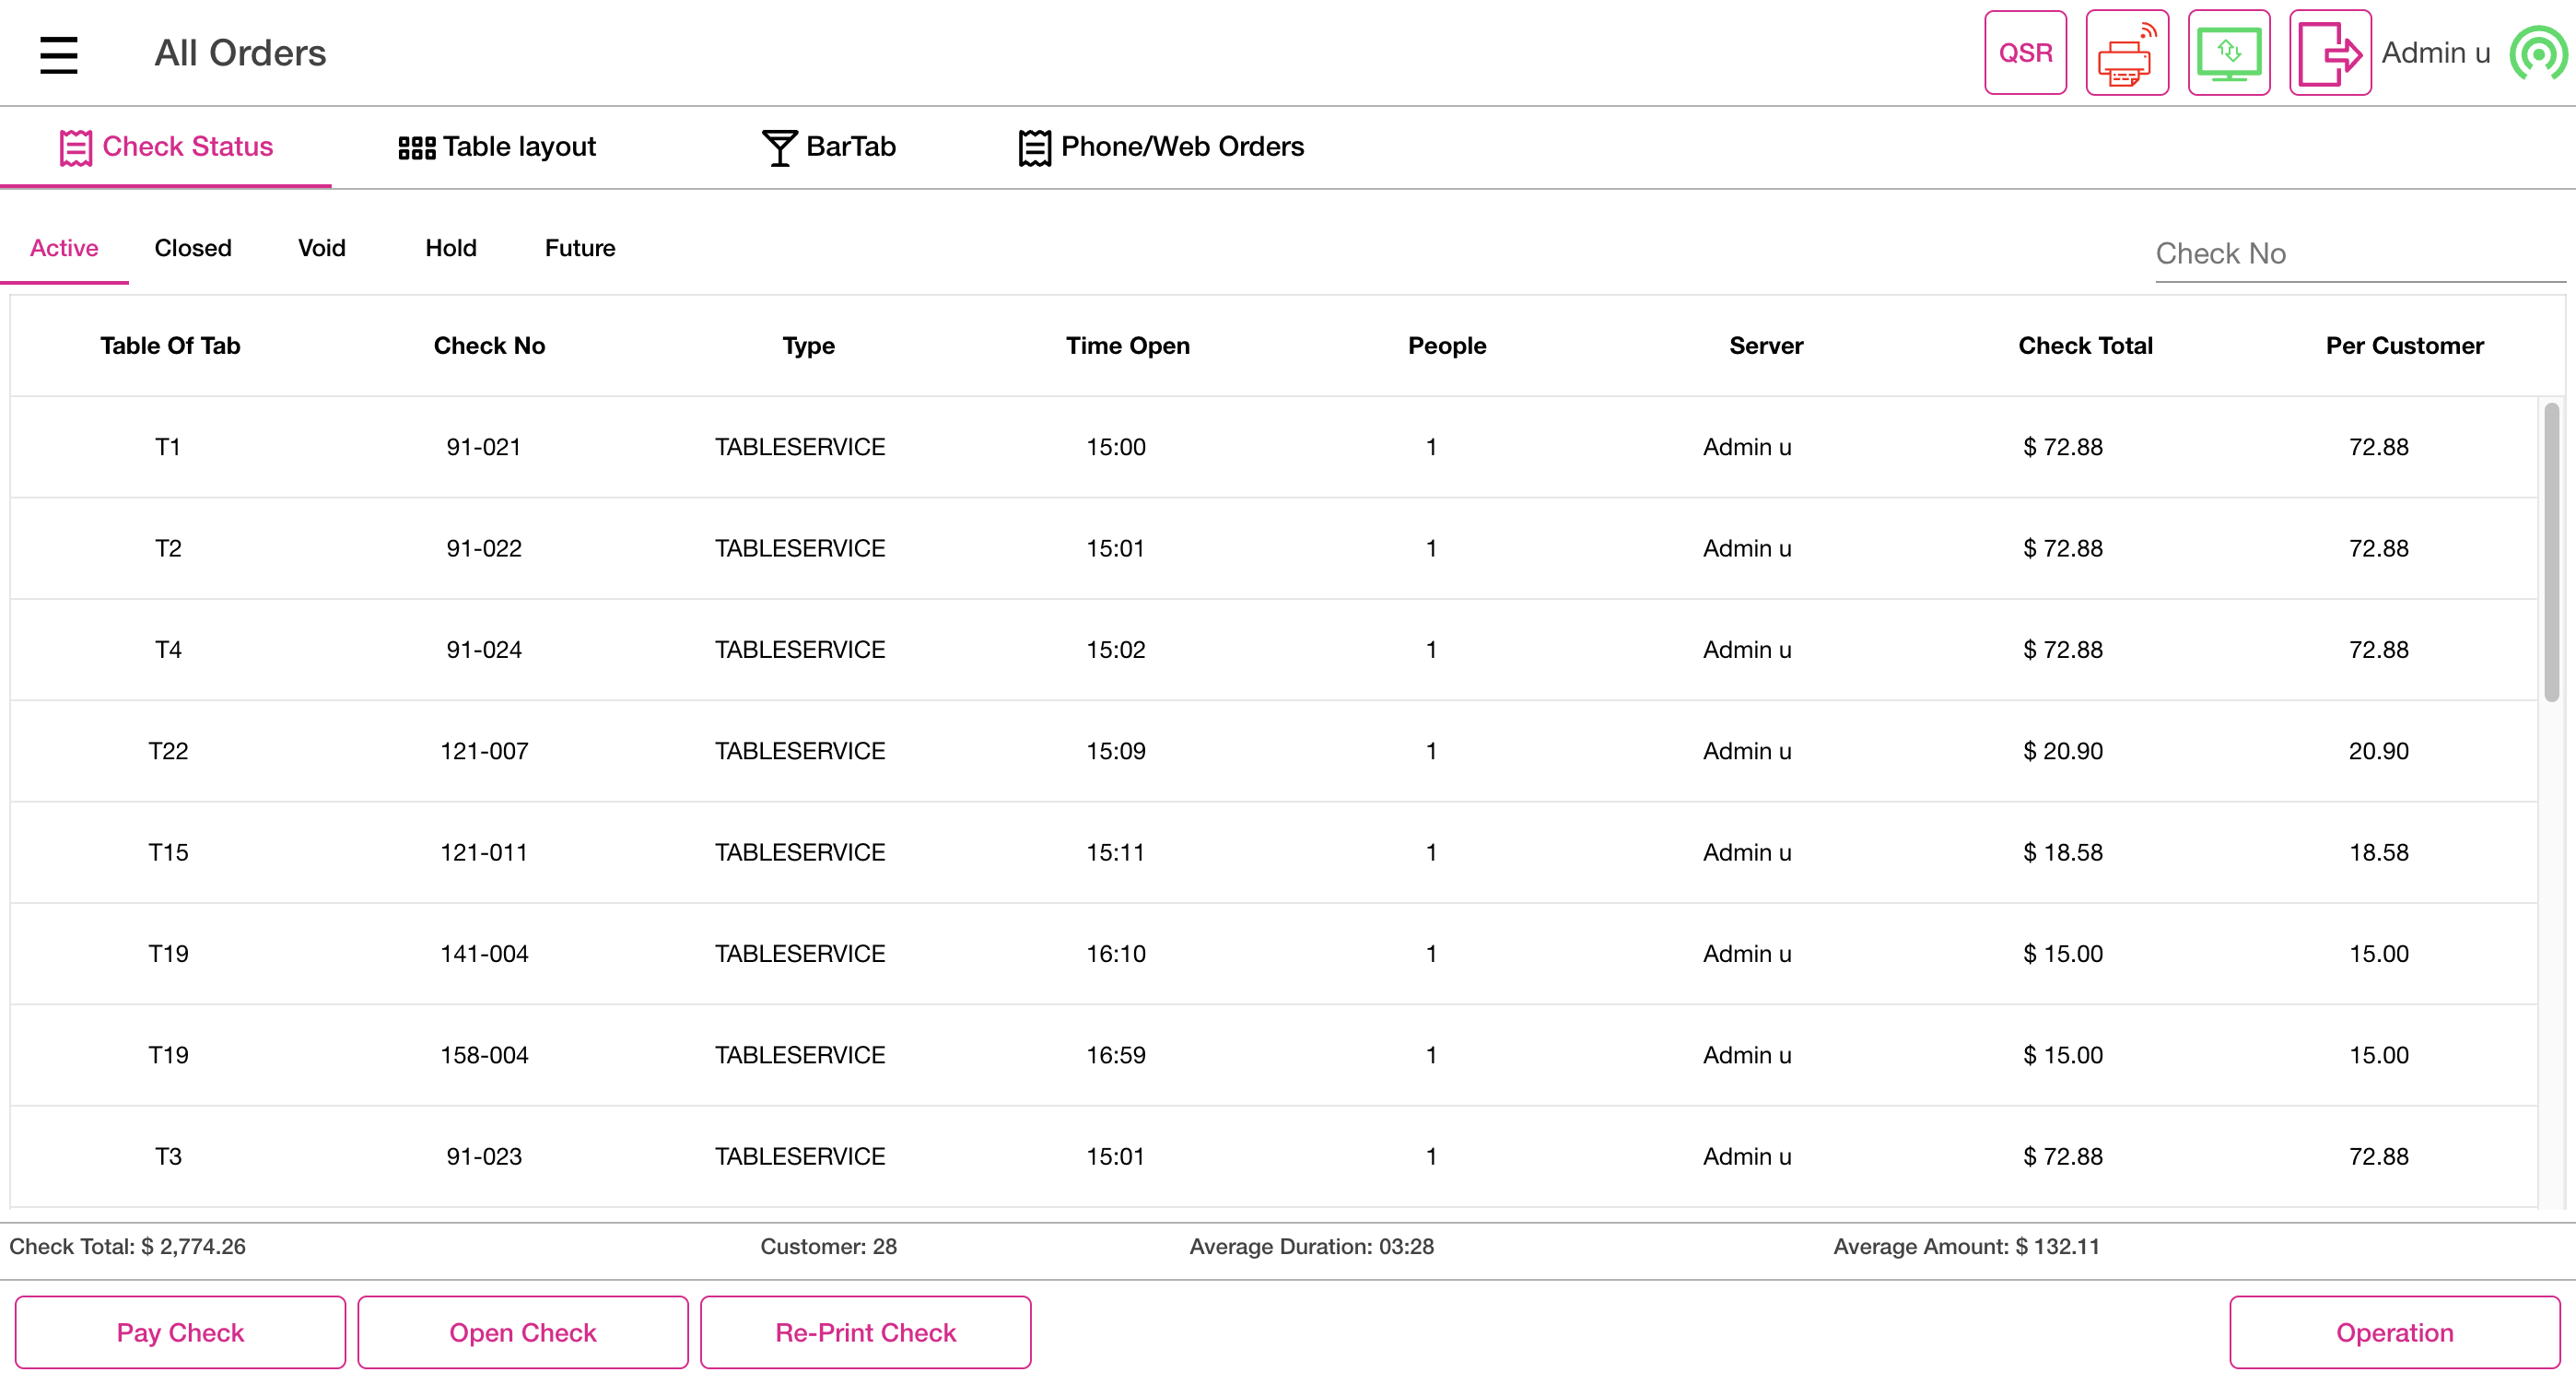 All Orders
QSR
Admin u
Check Status
Table layout
BarTab
Phone/Web Orders
Active
Closed
Void
Hold
Future
Check No
Table Of Tab Check No Type Time Open People Server Check Total Per Customer
T1 91-021 TABLESERVICE 15:00 1 Admin u $ 72.88 72.88
T2 91-022 TABLESERVICE 15:01 1 Admin u $ 72.88 72.88
T4 91-024 TABLESERVICE 15:02 1 Admin u $ 72.88 72.88
T22 121-007 TABLESERVICE 15:09 1 Admin u $ 20.90 20.90
T15 121-011 TABLESERVICE 15:11 1 Admin u $ 18.58 18.58
T19 141-004 TABLESERVICE 16:10 1 Admin u $ 15.00 15.00
T19 158-004 TABLESERVICE 16:59 1 Admin u $ 15.00 15.00
T3 91-023 TABLESERVICE 15:01 1 Admin u $ 72.88 72.88
Check Total: $ 2,774.26 Customer: 28 Average Duration: 03:28 Average Amount: $ 132.11
Pay Check
Open Check
Re-Print Check
Operation